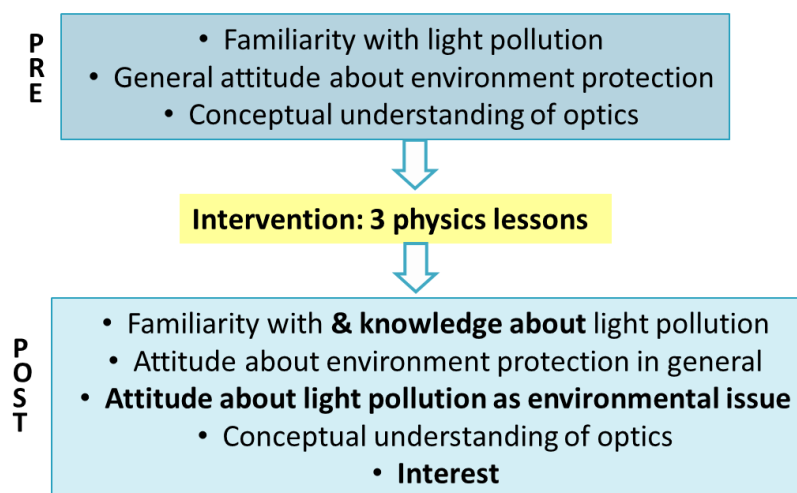 PRE
• Familiarity with light pollution
• General attitude about environment protection
• Conceptual understanding of optics
Intervention: 3 physics lessons
POST
• Familiarity with & knowledge about light pollution
• Attitude about environment protection in general
• Attitude about light pollution as environmental issue
• Conceptual understanding of optics
• Interest